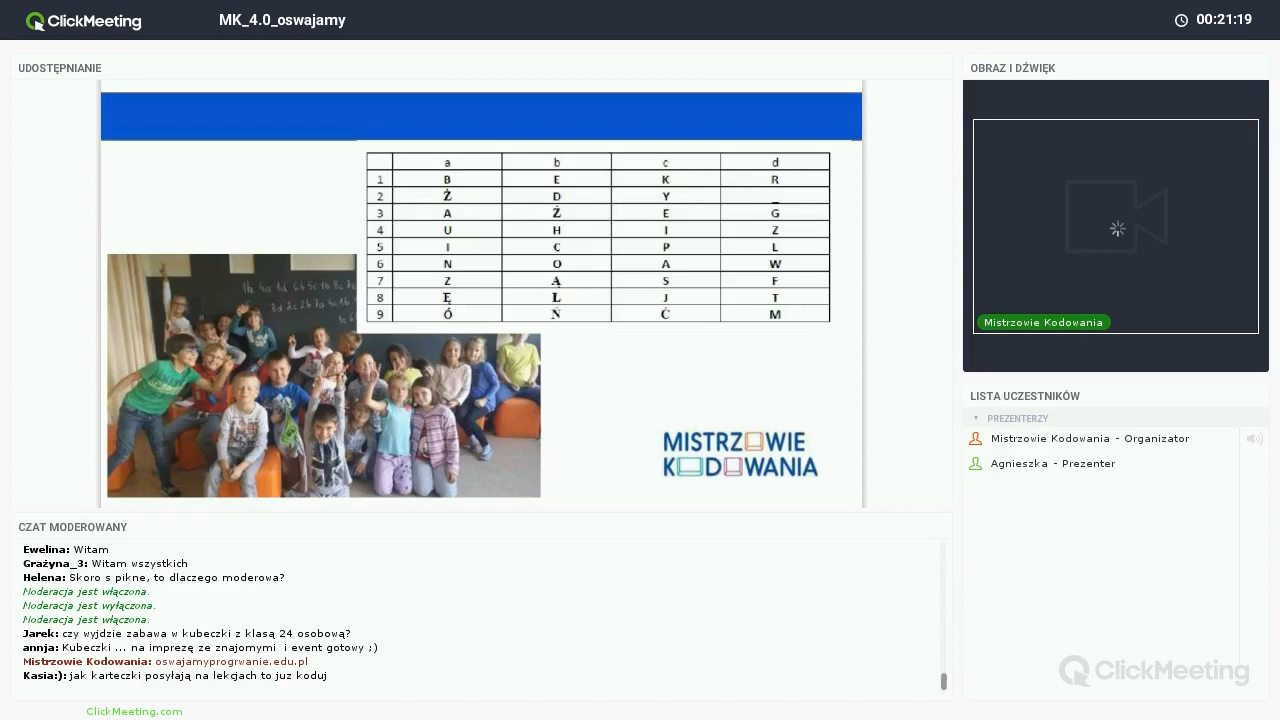 ClickMeeting
MK_4.0_oswajamy
00:21:19
UDOSTĘPNIANIE
a b c d
1 B E K R
2 Ż D Y _
3 A Ź E G
4 U H I Z
5 I C P L
6 N O A W
7 Z Ą S F
8 Ę Ł J T
9 Ó Ń Ć M
MISTRZOWIE
KODOWANIA
OBRAZ I DŹWIĘK
Mistrzowie Kodowania
LISTA UCZESTNIKÓW
PREZENTERZY
Mistrzowie Kodowania - Organizator
Agnieszka - Prezenter
CZAT MODEROWANY
Ewelina: Witam
Grażyna_3: Witam wszystkich
Helena: Skoro s pikne, to dlaczego moderowa?
Moderacja jest włączona.
Moderacja jest wyłączona.
Moderacja jest włączona.
Jarek: czy wyjdzie zabawa w kubeczki z klasą 24 osobową?
annja: Kubeczki ... na imprezę ze znajomymi i event gotowy ;)
Mistrzowie Kodowania: oswajamyprogrwanie.edu.pl
Kasia:): jak karteczki posyłają na lekcjach to juz koduj
ClickMeeting
ClickMeeting.com